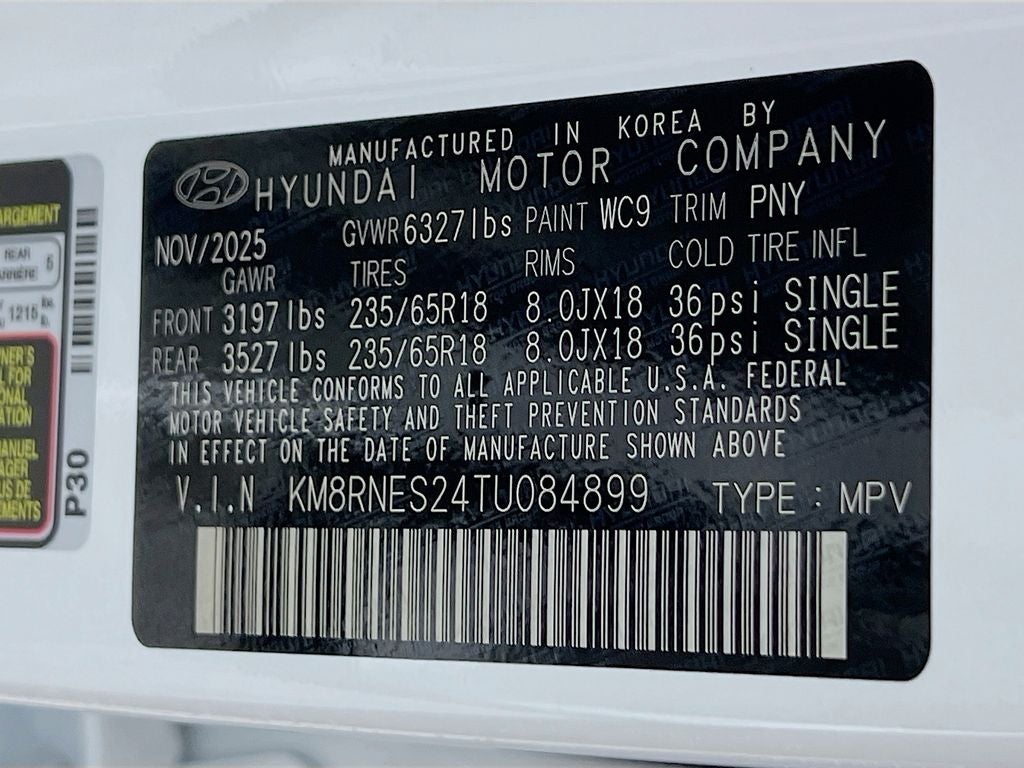 MANUFACTURED IN KOREA BY
HYUNDAI MOTOR COMPANY
NOV/2025 GVWR 6327lbs PAINT WC9 TRIM PNY
GAWR TIRES RIMS COLD TIRE INFL
FRONT 3197lbs 235/65R18 8.0JX18 36psi SINGLE
REAR 3527lbs 235/65R18 8.0JX18 36psi SINGLE
THIS VEHICLE CONFORMS TO ALL APPLICABLE U.S.A. FEDERAL
MOTOR VEHICLE SAFETY AND THEFT PREVENTION STANDARDS
IN EFFECT ON THE DATE OF MANUFACTURE SHOWN ABOVE
V.I.N KM8RNES24TU084899 TYPE : MPV
P30
REAR
1215 lbs.